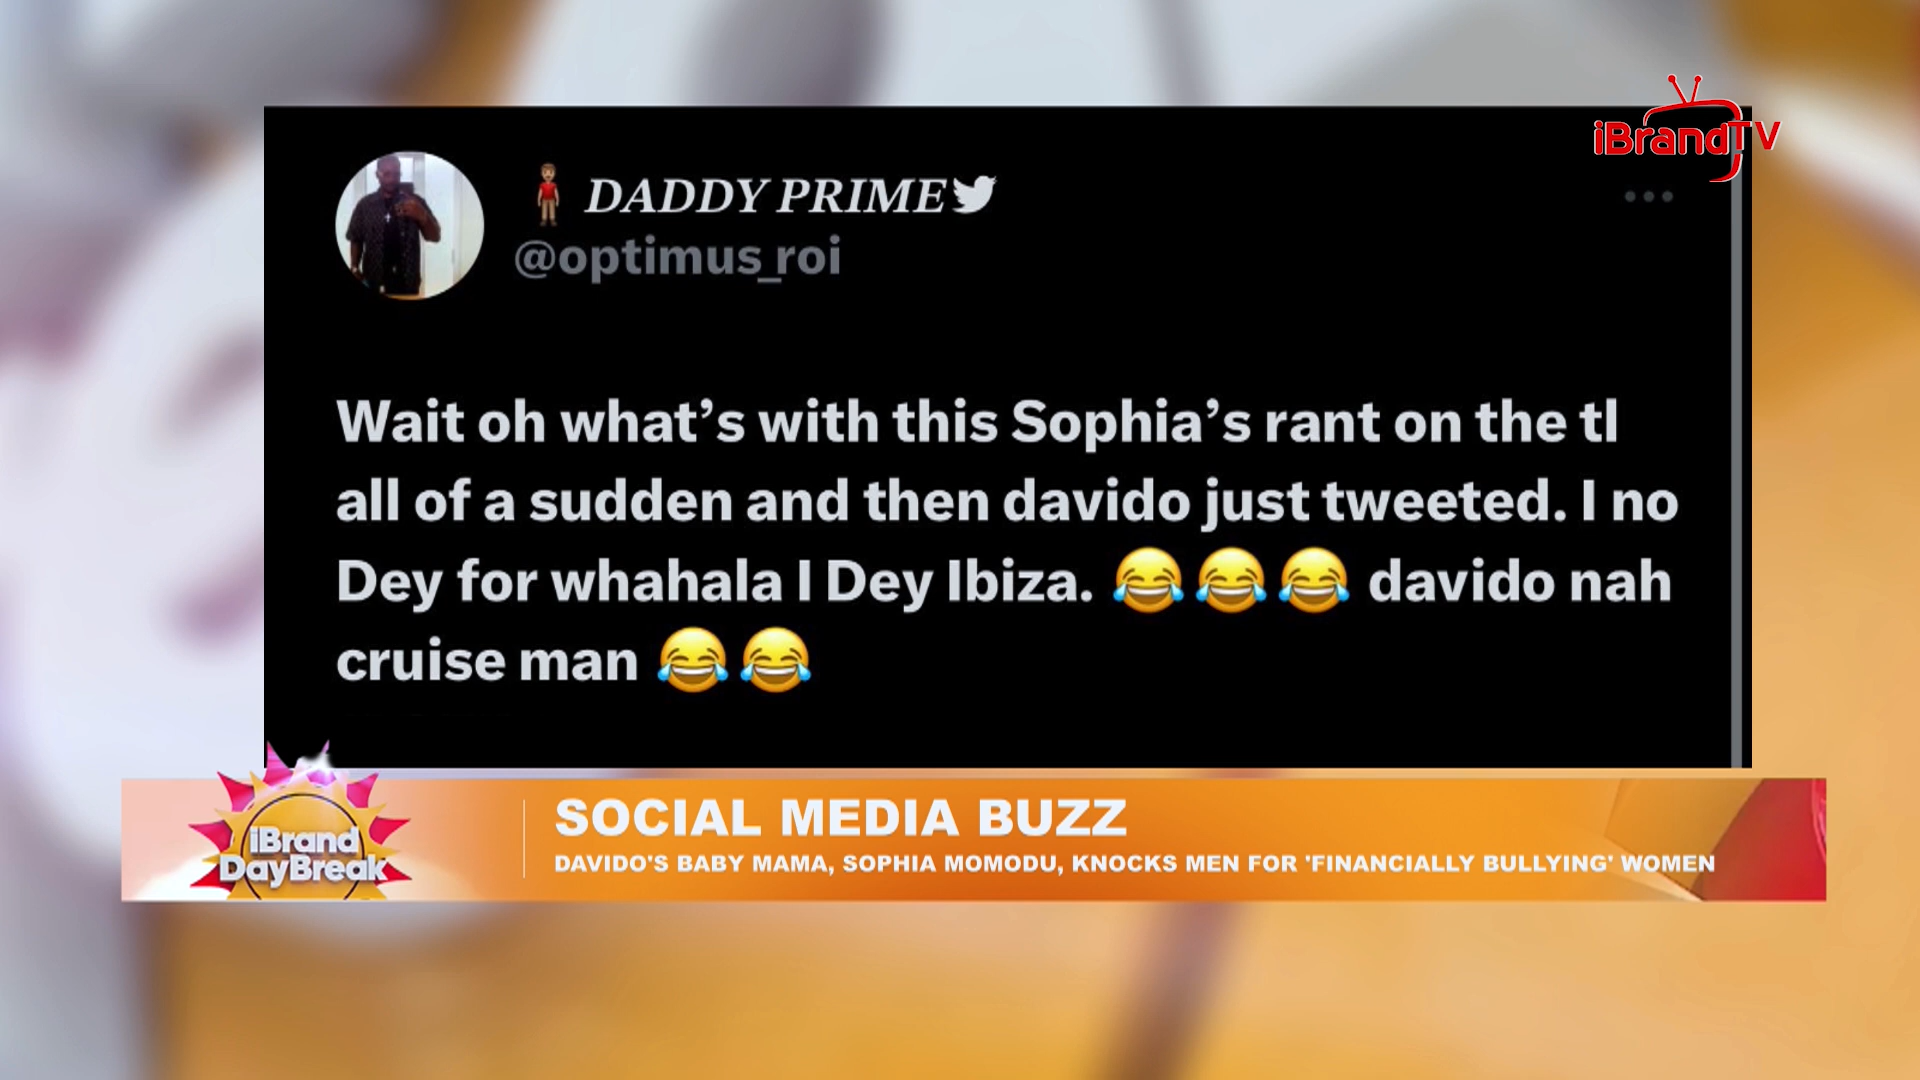 iBrandTV
DADDY PRIME
@optimus_roi
Wait oh what’s with this Sophia’s rant on the tl
all of a sudden and then davido just tweeted. I no
Dey for whahala I Dey Ibiza. 😂😂😂 davido nah
cruise man 😂😂
iBrand
DayBreak
SOCIAL MEDIA BUZZ
DAVIDO'S BABY MAMA, SOPHIA MOMODU, KNOCKS MEN FOR 'FINANCIALLY BULLYING' WOMEN